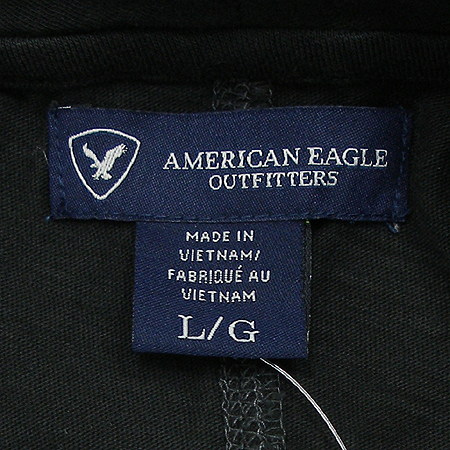 AMERICAN EAGLE
OUTFITTERS
MADE IN
VIETNAM/
FABRIQUÉ AU
VIETNAM
L/G